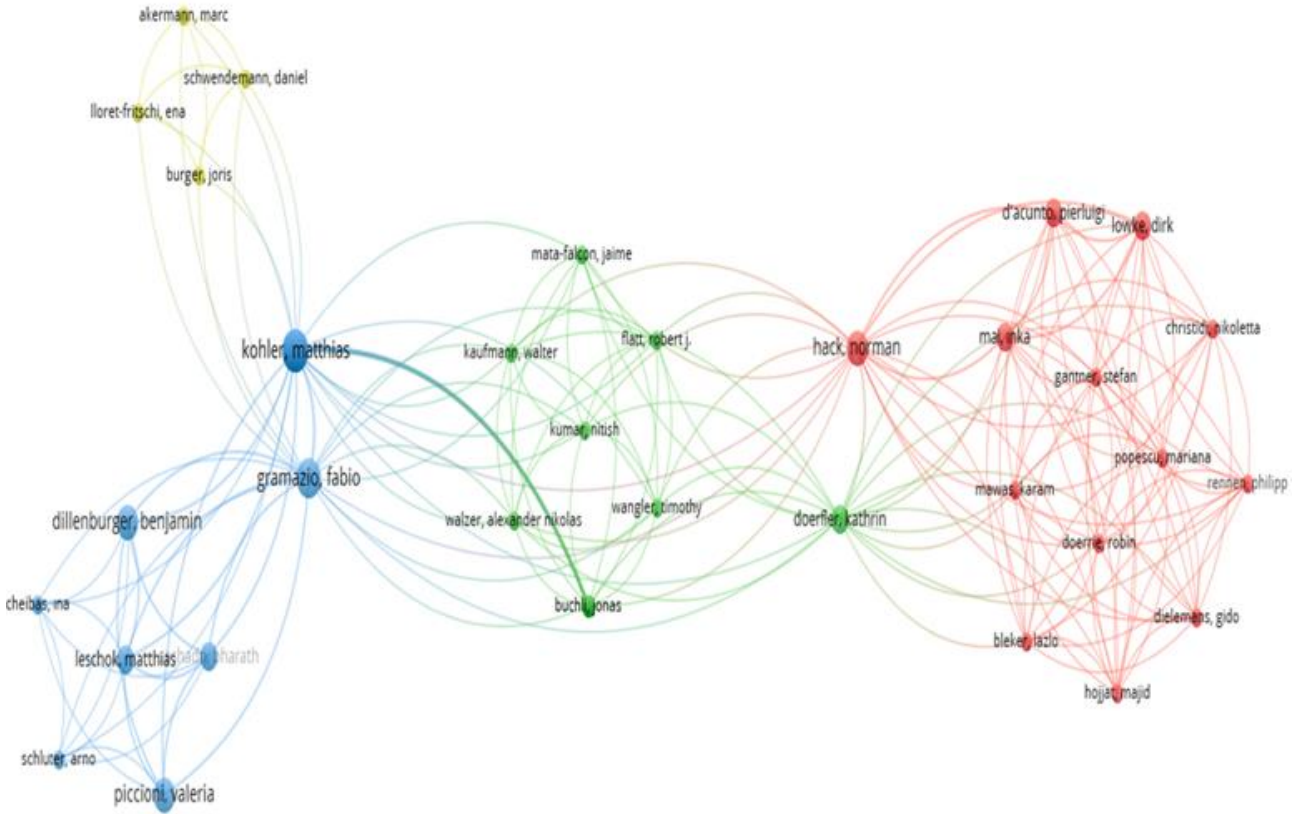 akermann, marc
schwendemann, daniel
lloret-fritschi, ena
burger, joris
d'acunto, pierluigi
lowke, dirk
mata-falcon, jaime
christidi, nikoletta
flatt, robert j.
mai, inka
hack, norman
kohler, matthias
kaufmann, walter
gantner, stefan
kumar, nitish
popescu, mariana
gramazio, fabio
rennen, philipp
mawas, karam
wangler, timothy
dillenburger, benjamin
walzer, alexander nikolas
doerfler, kathrin
doerrie, robin
cheibas, ina
buchli, jonas
dielemans, gido
bleker, lazlo
leschok, matthias
bharath
hojjat, majid
schluter, arno
piccioni, valeria